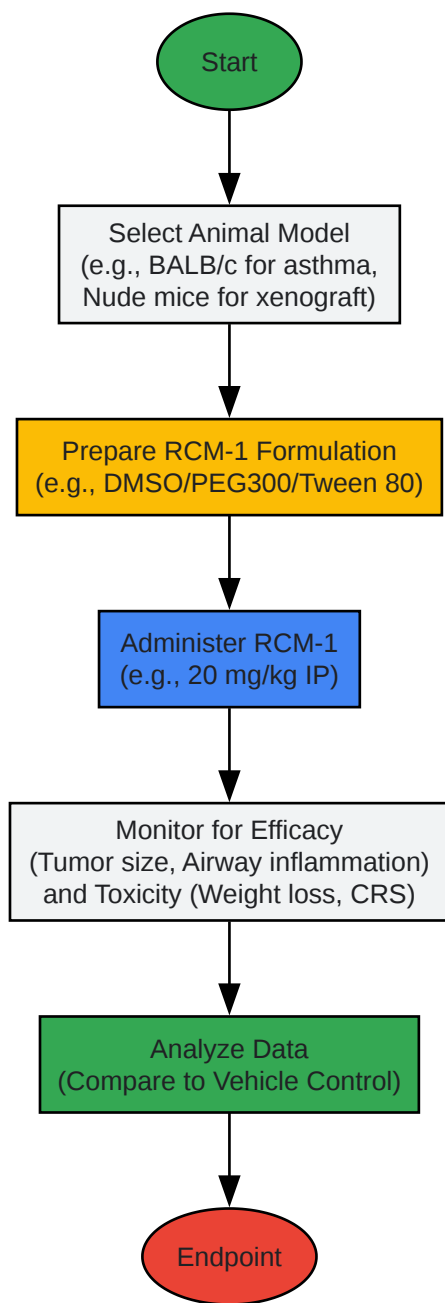 Start
Select Animal Model
(e.g., BALB/c for asthma,
Nude mice for xenograft)
Prepare RCM-1 Formulation
(e.g., DMSO/PEG300/Tween 80)
Administer RCM-1
(e.g., 20 mg/kg IP)
Monitor for Efficacy
(Tumor size, Airway inflammation)
and Toxicity (Weight loss, CRS)
Analyze Data
(Compare to Vehicle Control)
Endpoint